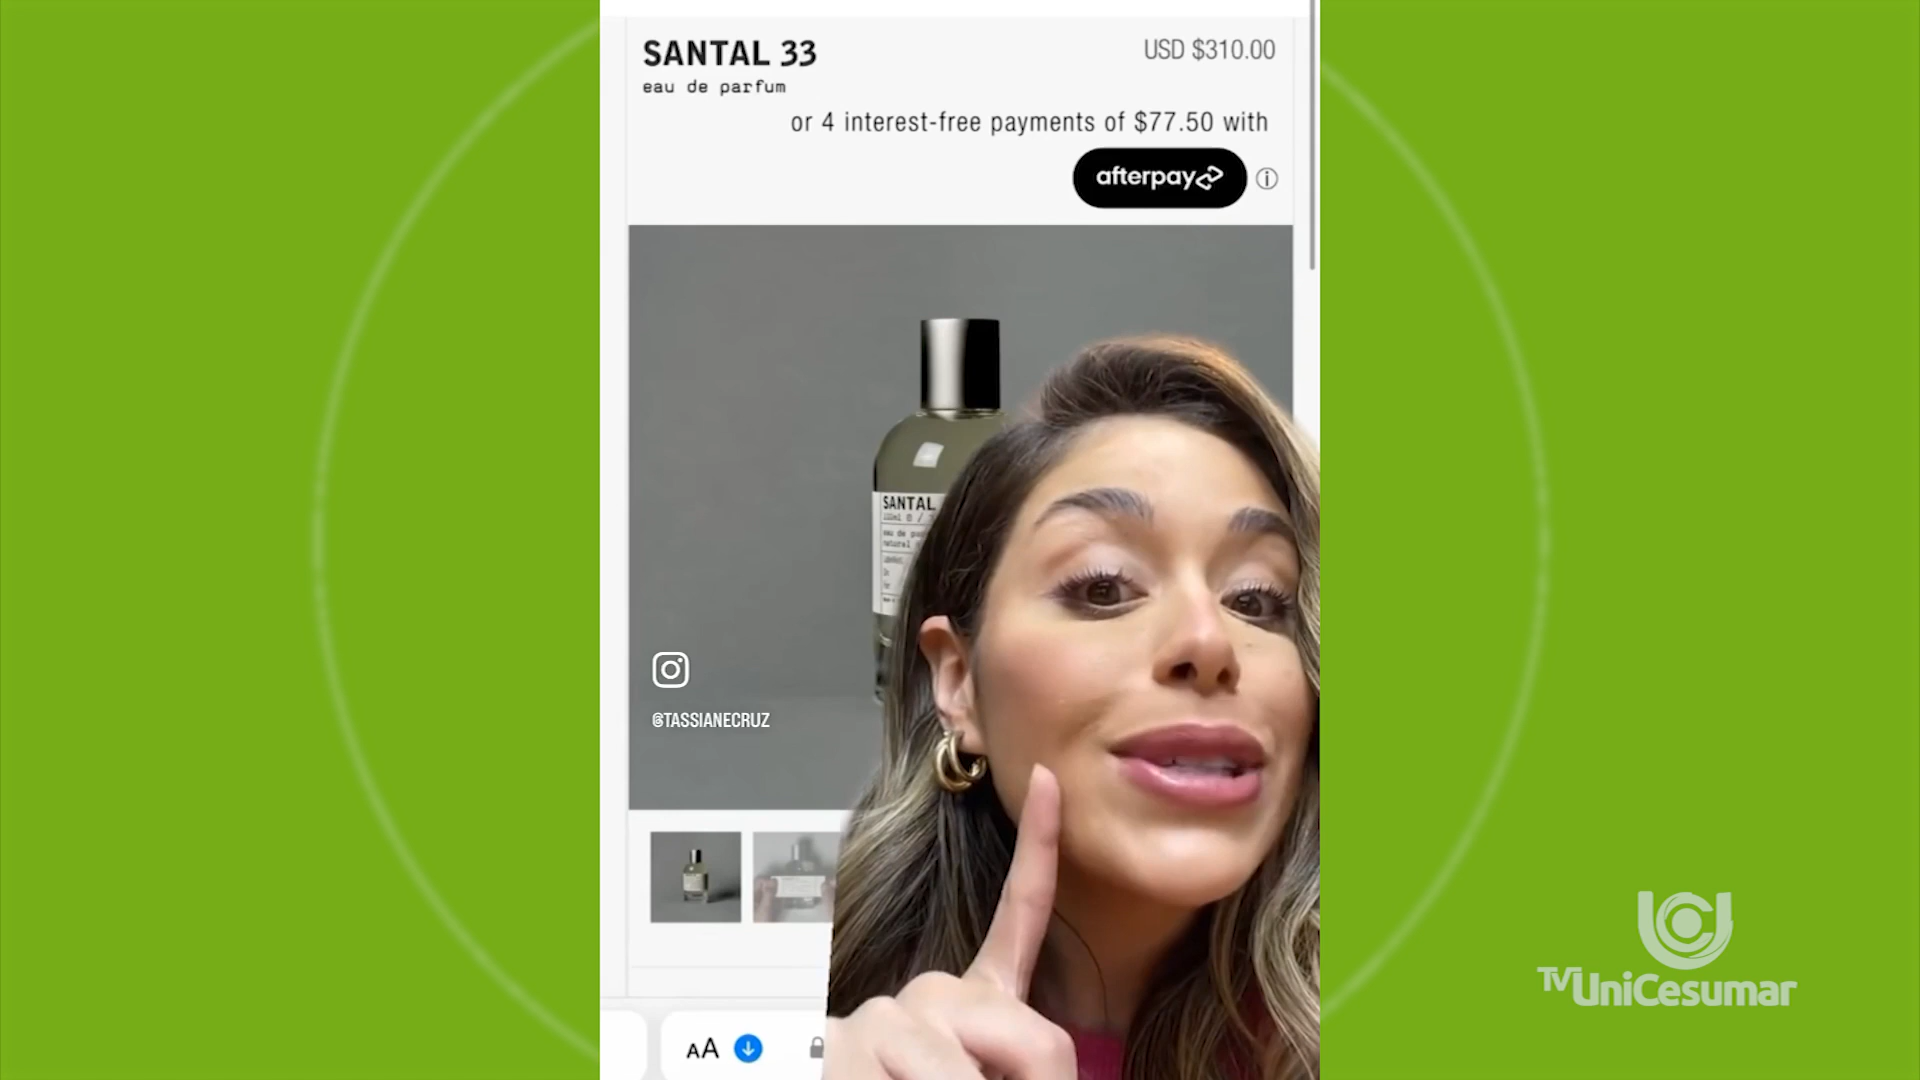 SANTAL 33
USD $310.00
eau de parfum
or 4 interest-free payments of $77.50 with
afterpay
SANTAL
@TASSIANECRUZ
AA
TV UniCesumar